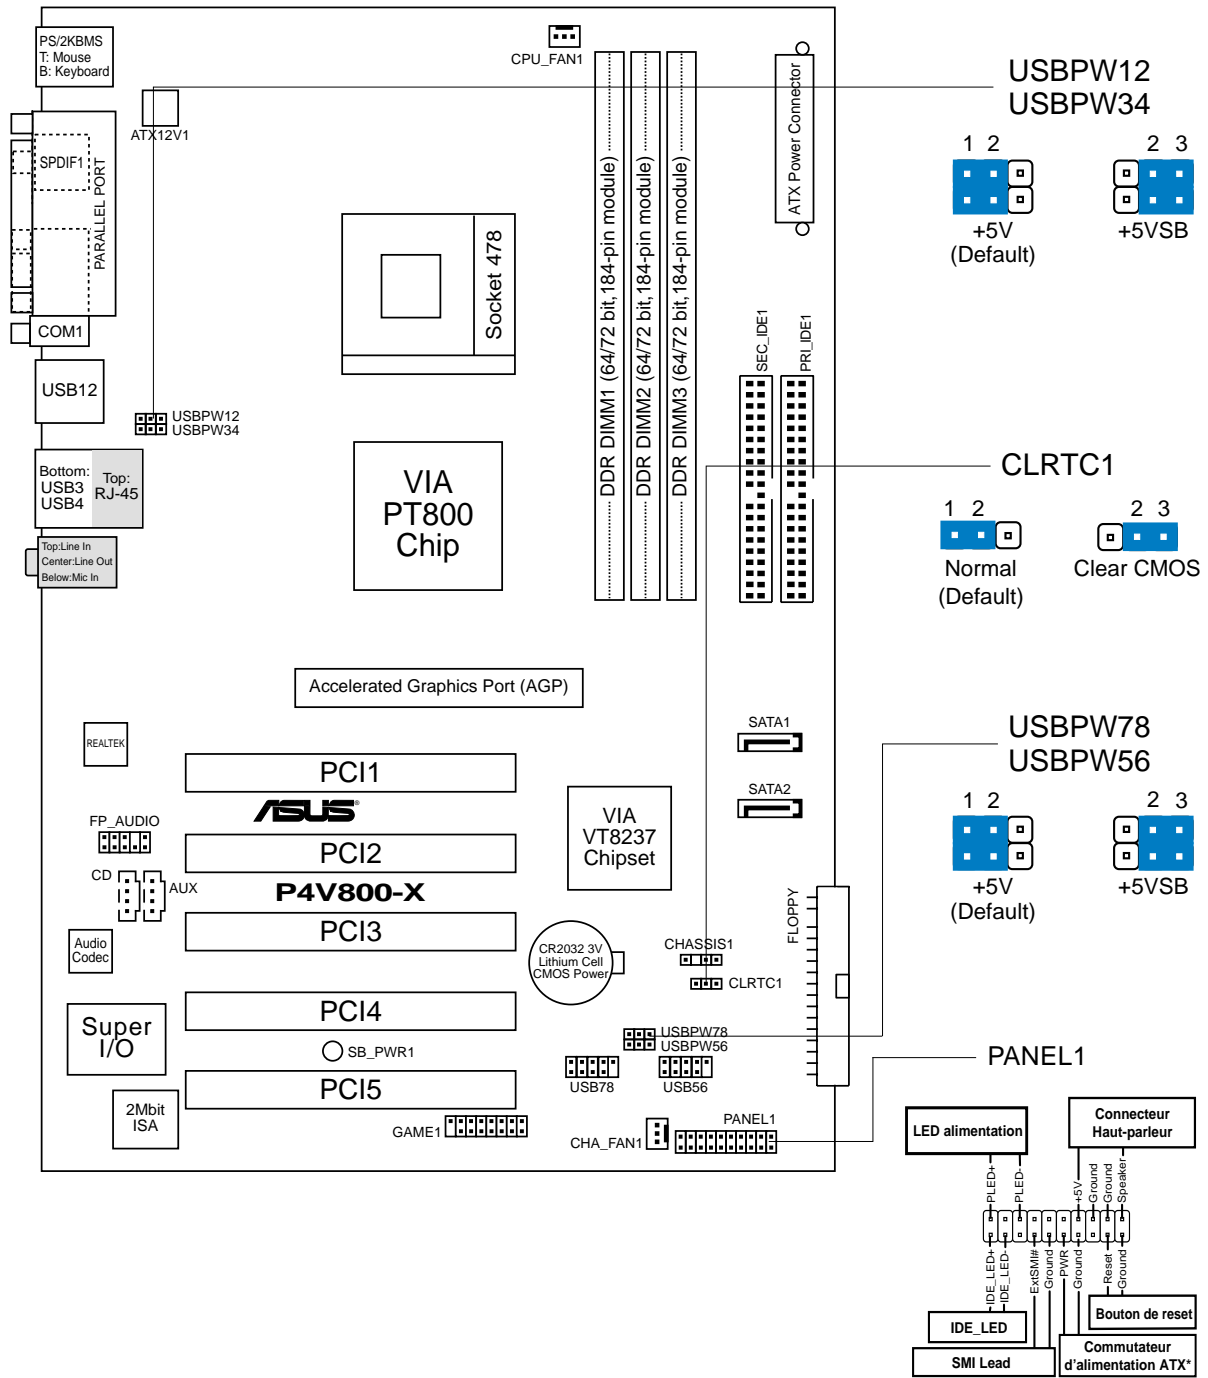 PS/2KBMS
T: Mouse
B: Keyboard
CPU_FAN1
ATX12V1
SPDIF1
PARALLEL PORT
COM1
USB12
USBPW12
USBPW34
Bottom:
USB3
USB4
Top:
RJ-45
Top:Line In
Center:Line Out
Below:Mic In
Socket 478
VIA
PT800
Chip
DDR DIMM1 (64/72 bit,184-pin module)
DDR DIMM2 (64/72 bit,184-pin module)
DDR DIMM3 (64/72 bit,184-pin module)
ATX Power Connector
SEC_IDE1
PRI_IDE1
Accelerated Graphics Port (AGP)
REALTEK
SATA1
SATA2
PCI1
ASUS®
PCI2
P4V800-X
PCI3
PCI4
SB_PWR1
PCI5
FP_AUDIO
CD
AUX
Audio
Codec
Super
I/O
2Mbit
ISA
GAME1
VIA
VT8237
Chipset
CR2032 3V
Lithium Cell
CMOS Power
FLOPPY
CHASSIS1
CLRTC1
USBPW78
USBPW56
USB78
USB56
CHA_FAN1
PANEL1
USBPW12
USBPW34
1 2
2 3
+5V
(Default)
+5VSB
CLRTC1
1 2
2 3
Normal
(Default)
Clear CMOS
USBPW78
USBPW56
1 2
2 3
+5V
(Default)
+5VSB
PANEL1
LED alimentation
Connecteur
Haut-parleur
PLED+
PLED-
+5V
Ground
Ground
Speaker
IDE_LED+
IDE_LED-
ExtSMI#
Ground
PWR
Ground
Reset
Ground
Bouton de reset
IDE_LED
SMI Lead
Commutateur
d'alimentation ATX*